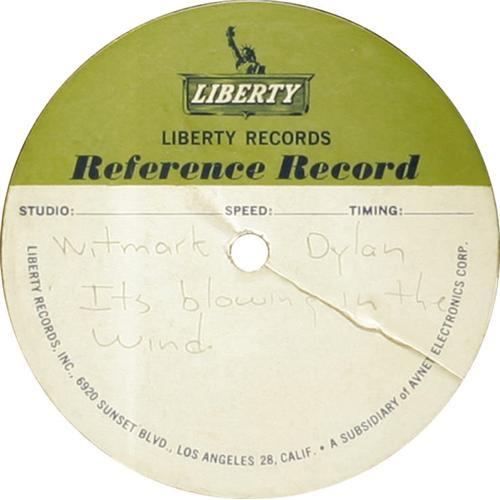 LIBERTY
LIBERTY RECORDS
Reference Record
STUDIO: SPEED: TIMING:
Witmark Dylan
Its blowing in the
Wind
LIBERTY RECORDS, INC., 6920 SUNSET BLVD., LOS ANGELES 28, CALIF. • A SUBSIDIARY of AVNET ELECTRONICS CORP.